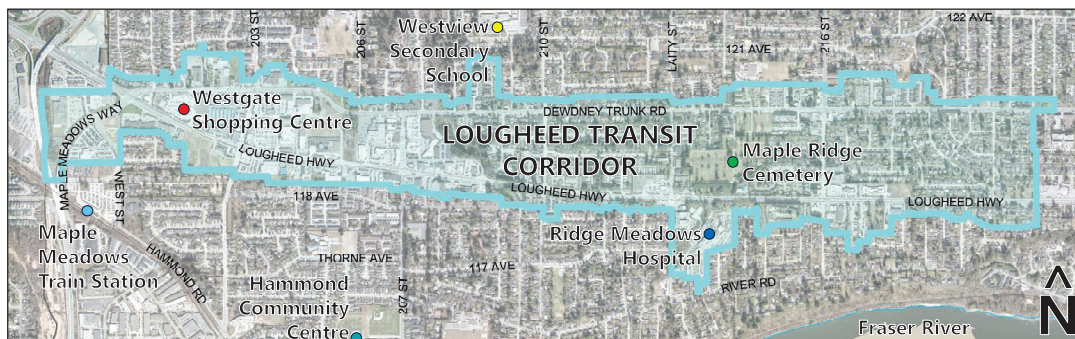 203 ST
206 ST
Westview
Secondary
School
210 ST
LAITY ST
121 AVE
216 ST
122 AVE
MAPLE MEADOWS WAY
Westgate
Shopping Centre
DEWDNEY TRUNK RD
LOUGHEED TRANSIT
CORRIDOR
Maple Ridge
Cemetery
LOUGHEED HWY
LOUGHEED HWY
LOUGHEED HWY
WEST ST
118 AVE
Maple
Meadows
Train Station
HAMMOND RD
THORNE AVE
Hammond
Community
Centre
207 ST
117 AVE
Ridge Meadows
Hospital
RIVER RD
Fraser River
N